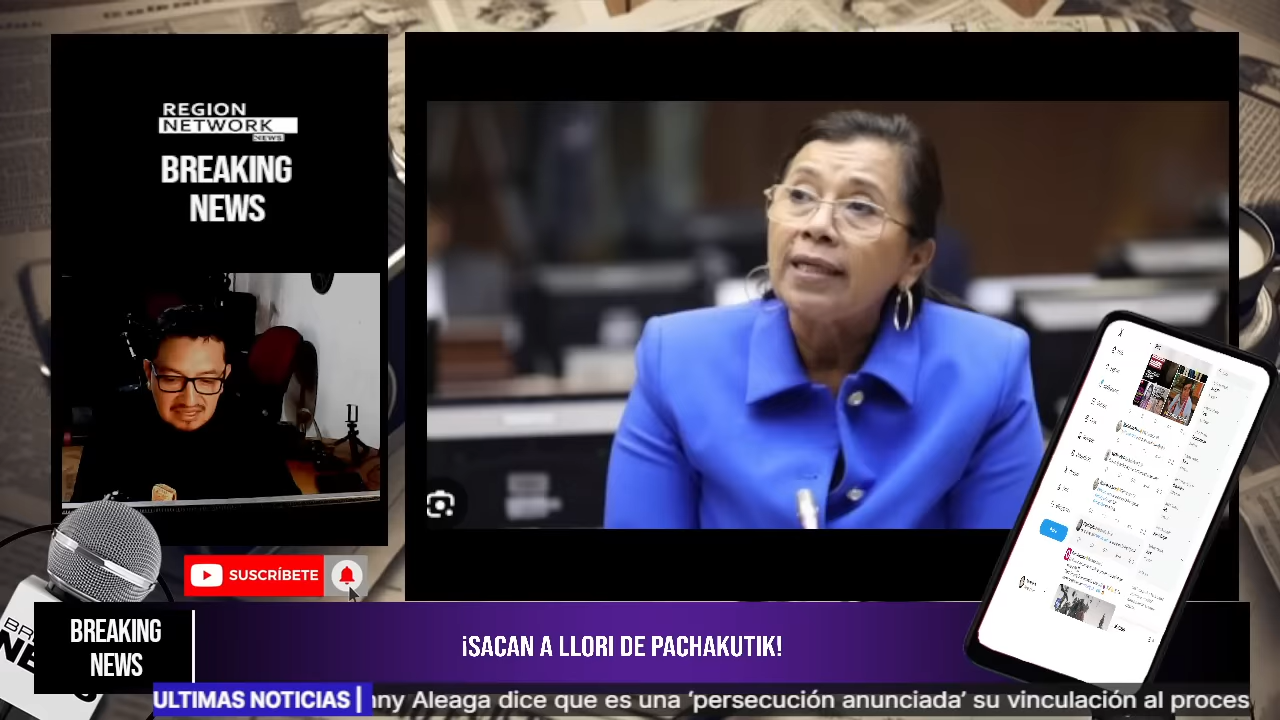 REGION
NETWORK
NEWS
BREAKING
NEWS
SUSCRÍBETE
BREAKING
NEWS
¡SACAN A LLORI DE PACHAKUTIK!
ULTIMAS NOTICIAS | nny Aleaga dice que es una ‘persecución anunciada’ su vinculación al proces